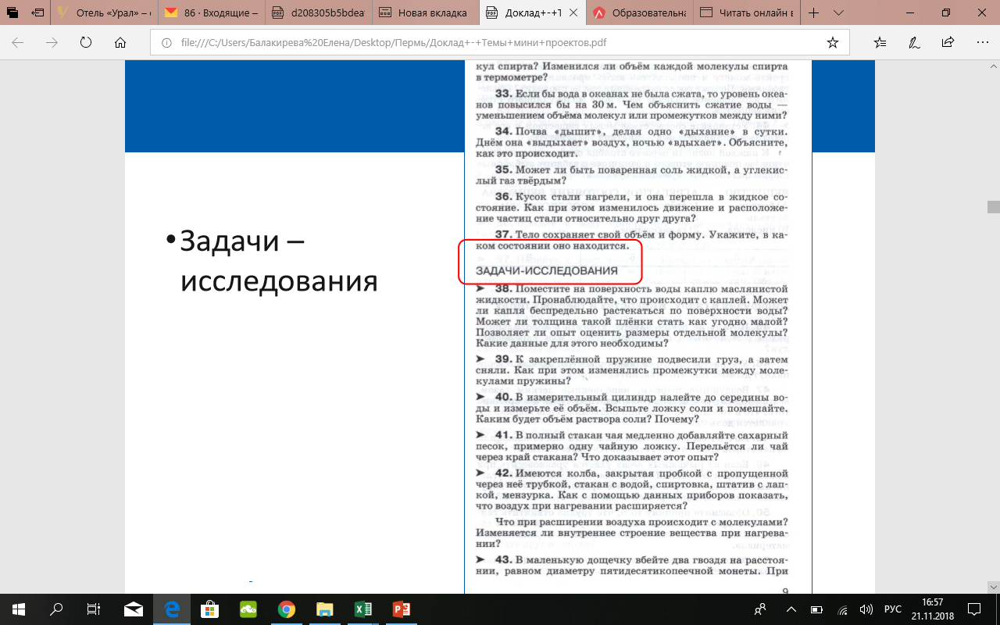 Отель «Урал» – о
86 · Входящие –
d208305b5bdea
Новая вкладка
Доклад+-+Т
Образовательна
Читать онлайн в
file:///C:/Users/Балакирева%20Елена/Desktop/Пермь/Доклад+-+Темы+мини+проектов.pdf
• Задачи –
исследования
кул спирта? Изменился ли объём каждой молекулы спирта
в термометре?
33. Если бы вода в океанах не была сжата, то уровень океа-
нов повысился бы на 30 м. Чем объяснить сжатие воды —
уменьшением объёма молекул или промежутков между ними?
34. Почва «дышит», делая одно «дыхание» в сутки.
Днём она «выдыхает» воздух, ночью «вдыхает». Объясните,
как это происходит.
35. Может ли быть поваренная соль жидкой, а углекис-
лый газ твёрдым?
36. Кусок стали нагрели, и она перешла в жидкое со-
стояние. Как при этом изменилось движение и расположе-
ние частиц стали относительно друг друга?
37. Тело сохраняет свой объём и форму. Укажите, в ка-
ком состоянии оно находится.
ЗАДАЧИ-ИССЛЕДОВАНИЯ
➤ 38. Поместите на поверхность воды каплю маслянистой
жидкости. Пронаблюдайте, что происходит с каплей. Может
ли капля беспредельно растекаться по поверхности воды?
Может ли толщина такой плёнки стать как угодно малой?
Позволяет ли опыт оценить размеры отдельной молекулы?
Какие данные для этого необходимы?
➤ 39. К закреплённой пружине подвесили груз, а затем
сняли. Как при этом изменялись промежутки между моле-
кулами пружины?
➤ 40. В измерительный цилиндр налейте до середины во-
ды и измерьте её объём. Всыпьте ложку соли и помешайте.
Каким будет объём раствора соли? Почему?
➤ 41. В полный стакан чая медленно добавляйте сахарный
песок, примерно одну чайную ложку. Перельётся ли чай
через край стакана? Что доказывает этот опыт?
➤ 42. Имеются колба, закрытая пробкой с пропущенной
через неё трубкой, стакан с водой, спиртовка, штатив с лап-
кой, мензурка. Как с помощью данных приборов показать,
что воздух при нагревании расширяется?
Что при расширении воздуха происходит с молекулами?
Изменяется ли внутреннее строение вещества при нагрева-
нии?
➤ 43. В маленькую дощечку вбейте два гвоздя на расстоя-
нии, равном диаметру пятидесятикопеечной монеты. При
РУС
16:57
21.11.2018